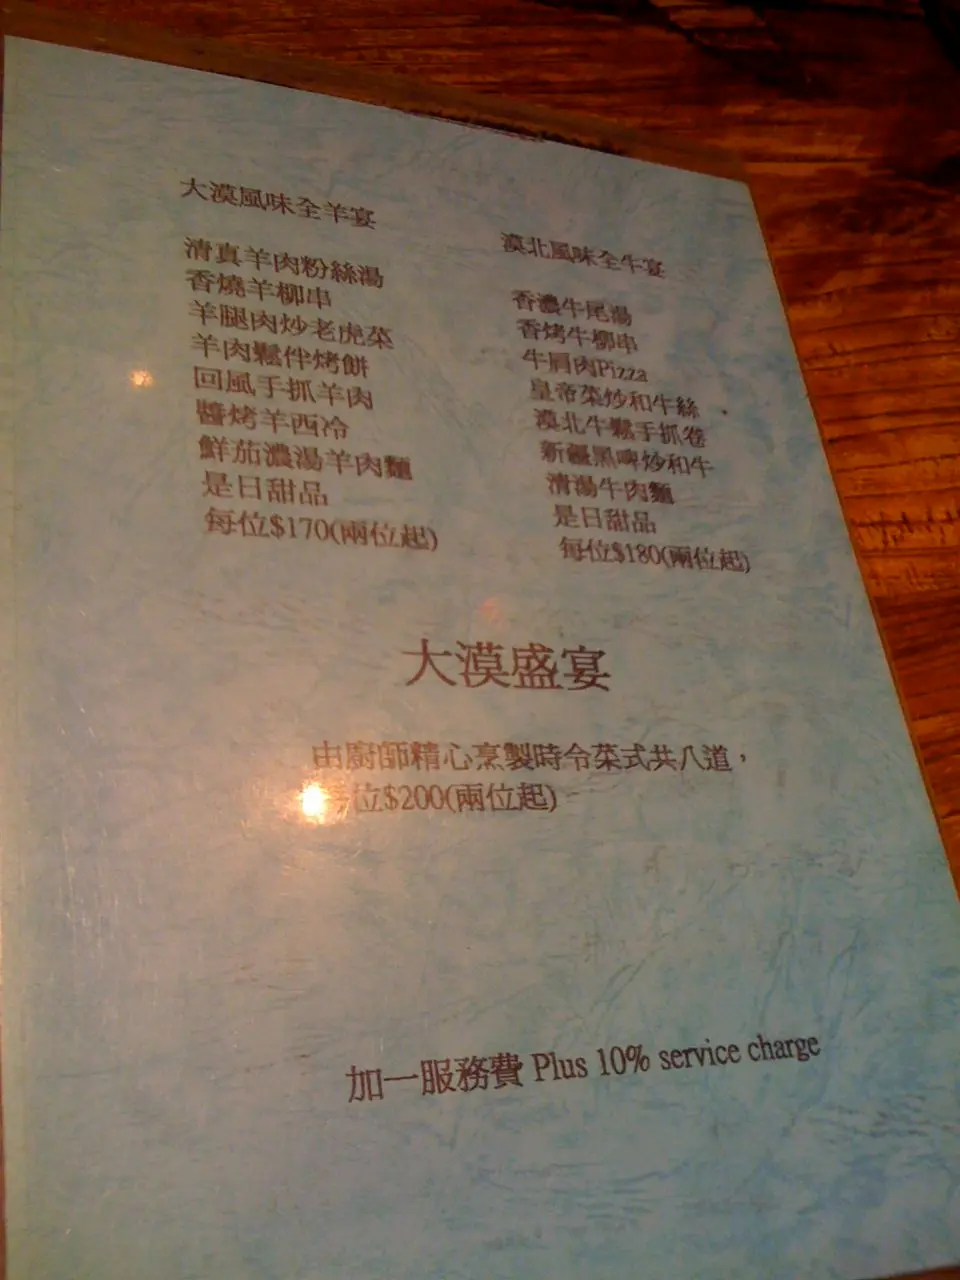 大漠風味全羊宴
清真羊肉粉絲湯
香燒羊柳串
羊腿肉炒老虎菜
羊肉鬆伴烤餅
回風手抓羊肉
醬烤羊西冷
鮮茄濃湯羊肉麵
是日甜品
每位$170(兩位起)
漠北風味全牛宴
香濃牛尾湯
香烤牛柳串
牛肩肉Pizza
皇帝菜炒和牛絲
漠北牛鬆手抓卷
新疆黑啤炒和牛
清湯牛肉麵
是日甜品
每位$180(兩位起)
大漠盛宴
由廚師精心烹製時令菜式共八道，
位$200(兩位起)
加一服務費 Plus 10% service charge